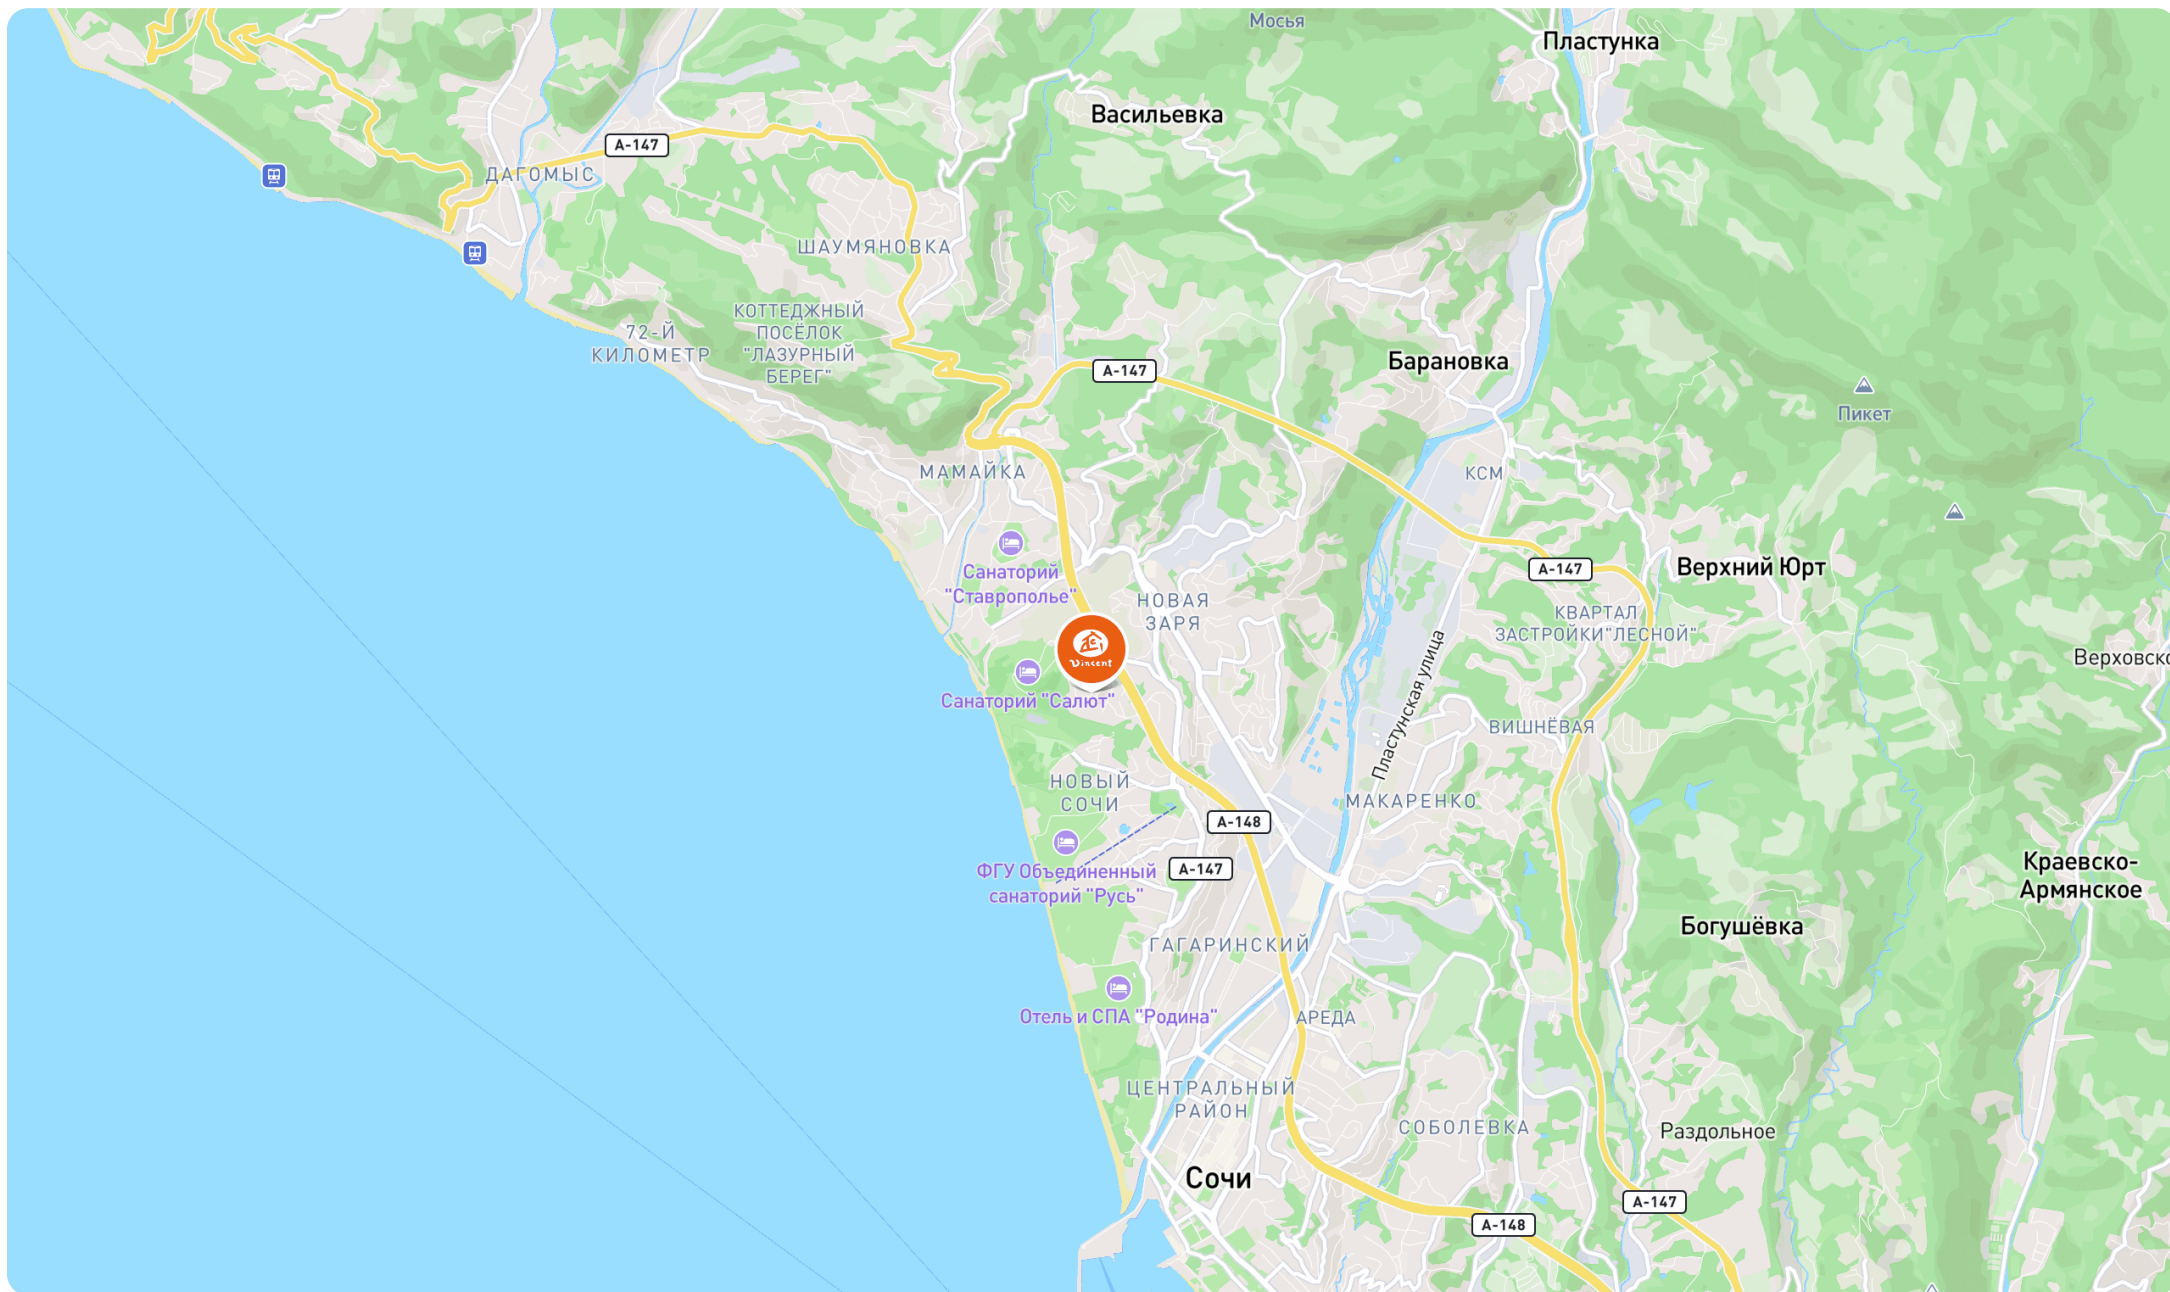 Мосья
Пластунка
Васильевка
А-147
ДАГОМЫС
ШАУМЯНОВКА
КОТТЕДЖНЫЙ
ПОСЁЛОК
"ЛАЗУРНЫЙ
БЕРЕГ"
72-Й
КИЛОМЕТР
А-147
Барановка
Пикет
МАМАЙКА
КСМ
Санаторий
"Ставрополье"
НОВАЯ
ЗАРЯ
А-147
Верхний Юрт
КВАРТАЛ
ЗАСТРОЙКИ"ЛЕСНОЙ"
Vincent
Верховско
Санаторий "Салют"
Пластунская улица
ВИШНЁВАЯ
НОВЫЙ
СОЧИ
МАКАРЕНКО
А-148
А-147
ФГУ Объединенный
санаторий "Русь"
Краевско-
Армянское
Богушёвка
ГАГАРИНСКИЙ
Отель и СПА "Родина"
АРЕДА
ЦЕНТРАЛЬНЫЙ
РАЙОН
СОБОЛЕВКА
Раздольное
Сочи
А-147
А-148